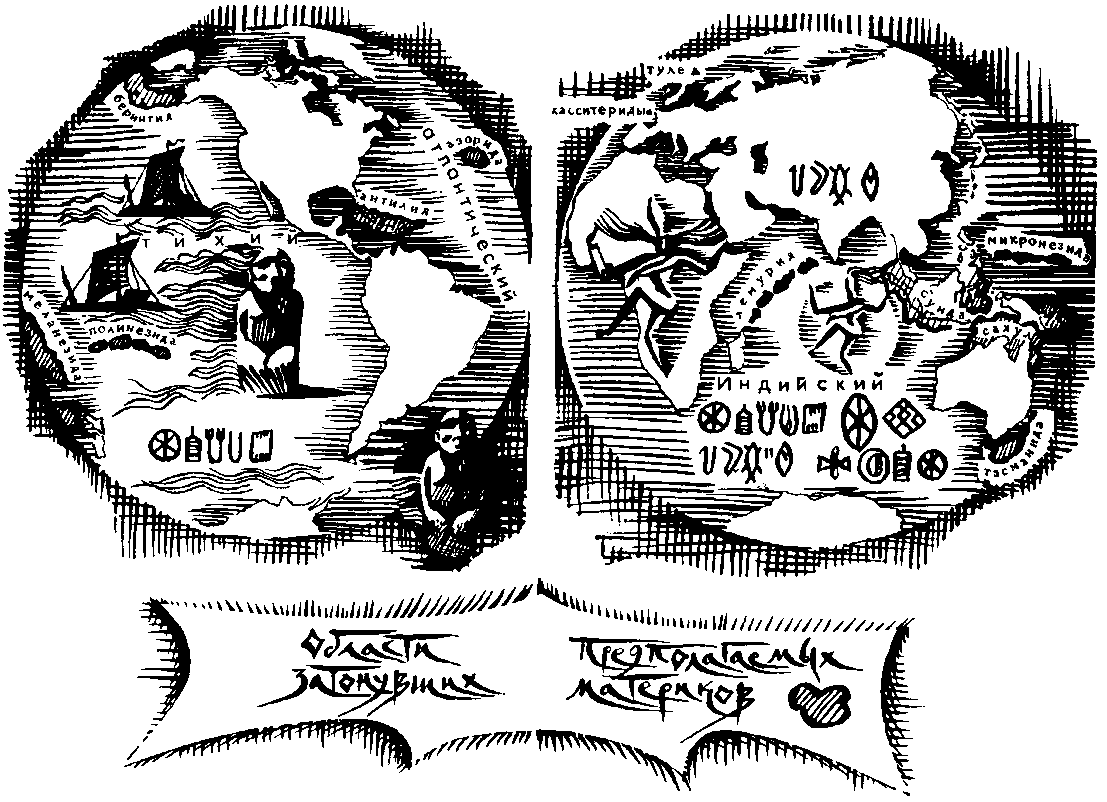 берингия
атлантический
азорида
антилия
тихий
меланезида
полинезида
туле
касситериды
микронезида
лемурия
сунда
сахул
Индийский
тасманида
Области Предполагаемых
Затонувших материков